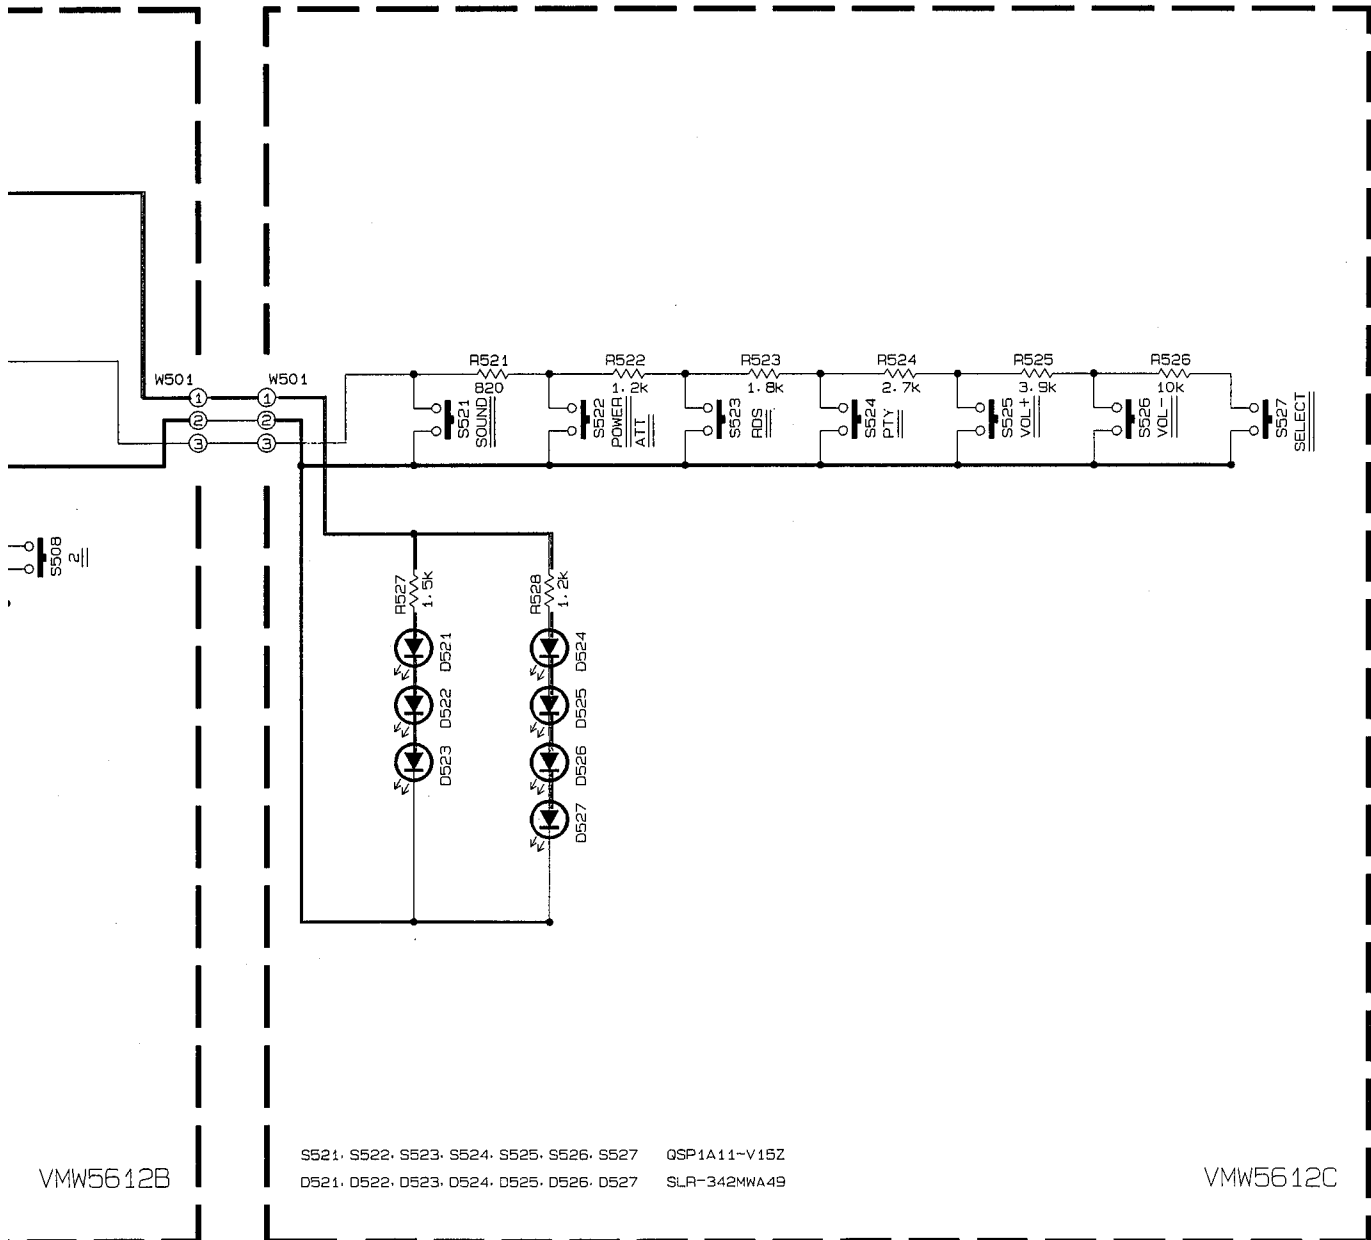 R521 R522 R523 R524 R525 R526
820 1.2k 1.8k 2.7k 3.9k 10k
W501 W501
1 1
2 2
3 3
S521
SOUND
S522
POWER
ATT
S523
RDS
S524
PTY
S525
VOL+
S526
VOL-
S527
SELECT
S508
2
R527
1.5k
R528
1.2k
D521
D522
D523
D524
D525
D526
D527
S521, S522, S523, S524, S525, S526, S527 QSP1A11-V15Z
D521, D522, D523, D524, D525, D526, D527 SLR-342MWA49
VMW5612B
VMW5612C